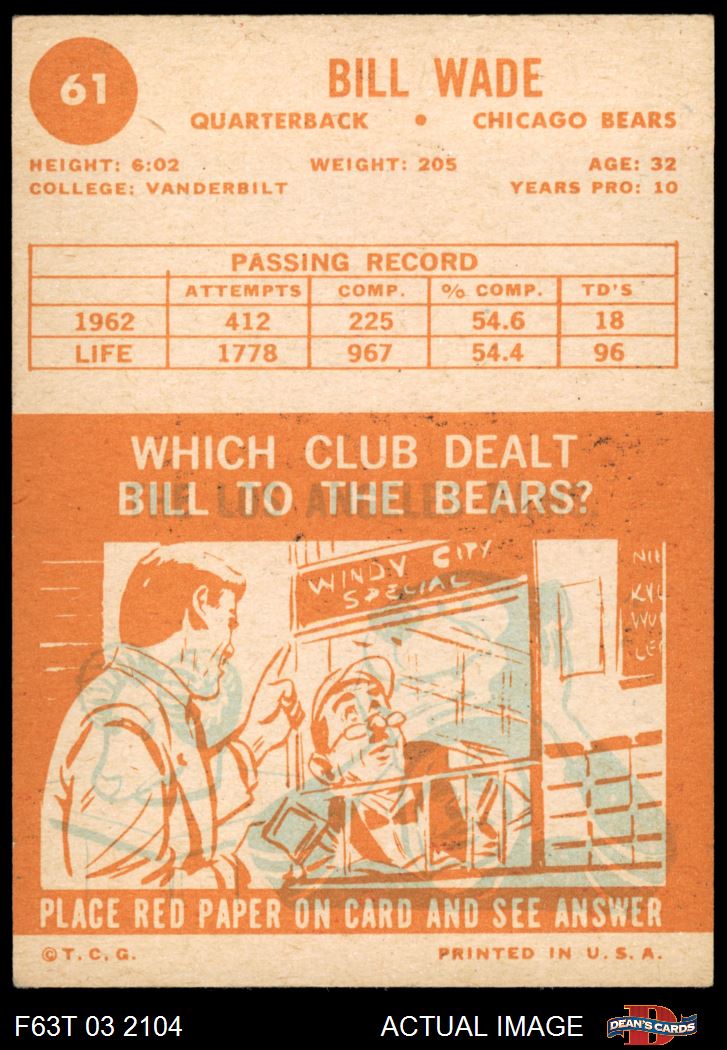 61
BILL WADE
QUARTERBACK • CHICAGO BEARS
HEIGHT: 6:02 WEIGHT: 205 AGE: 32
COLLEGE: VANDERBILT YEARS PRO: 10
PASSING RECORD
ATTEMPTS COMP. % COMP. TD'S
1962 412 225 54.6 18
LIFE 1778 967 54.4 96
WHICH CLUB DEALT
BILL TO THE BEARS?
THE LOS ANGELES
WINDY CITY
SPECIAL
PLACE RED PAPER ON CARD AND SEE ANSWER
© T. C. G. PRINTED IN U. S. A.
F63T 03 2104 ACTUAL IMAGE DEAN'S CARDS